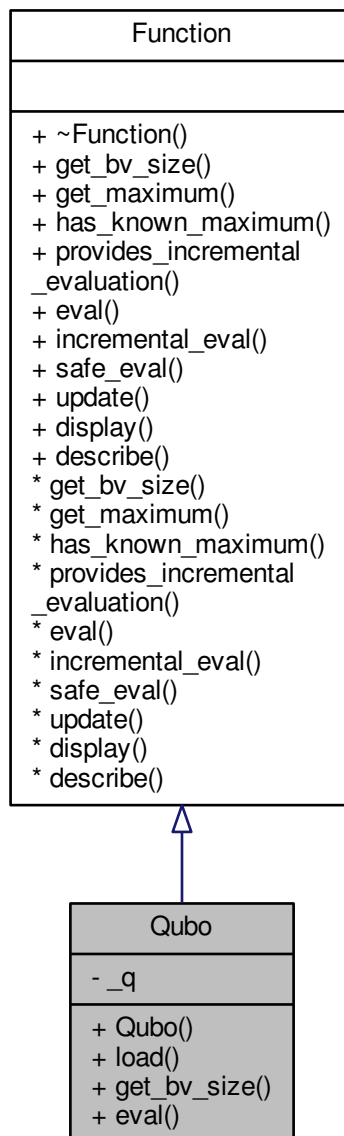 Function
+ ~Function()
+ get_bv_size()
+ get_maximum()
+ has_known_maximum()
+ provides_incremental
_evaluation()
+ eval()
+ incremental_eval()
+ safe_eval()
+ update()
+ display()
+ describe()
* get_bv_size()
* get_maximum()
* has_known_maximum()
* provides_incremental
_evaluation()
* eval()
* incremental_eval()
* safe_eval()
* update()
* display()
* describe()
Qubo
- _q
+ Qubo()
+ load()
+ get_bv_size()
+ eval()